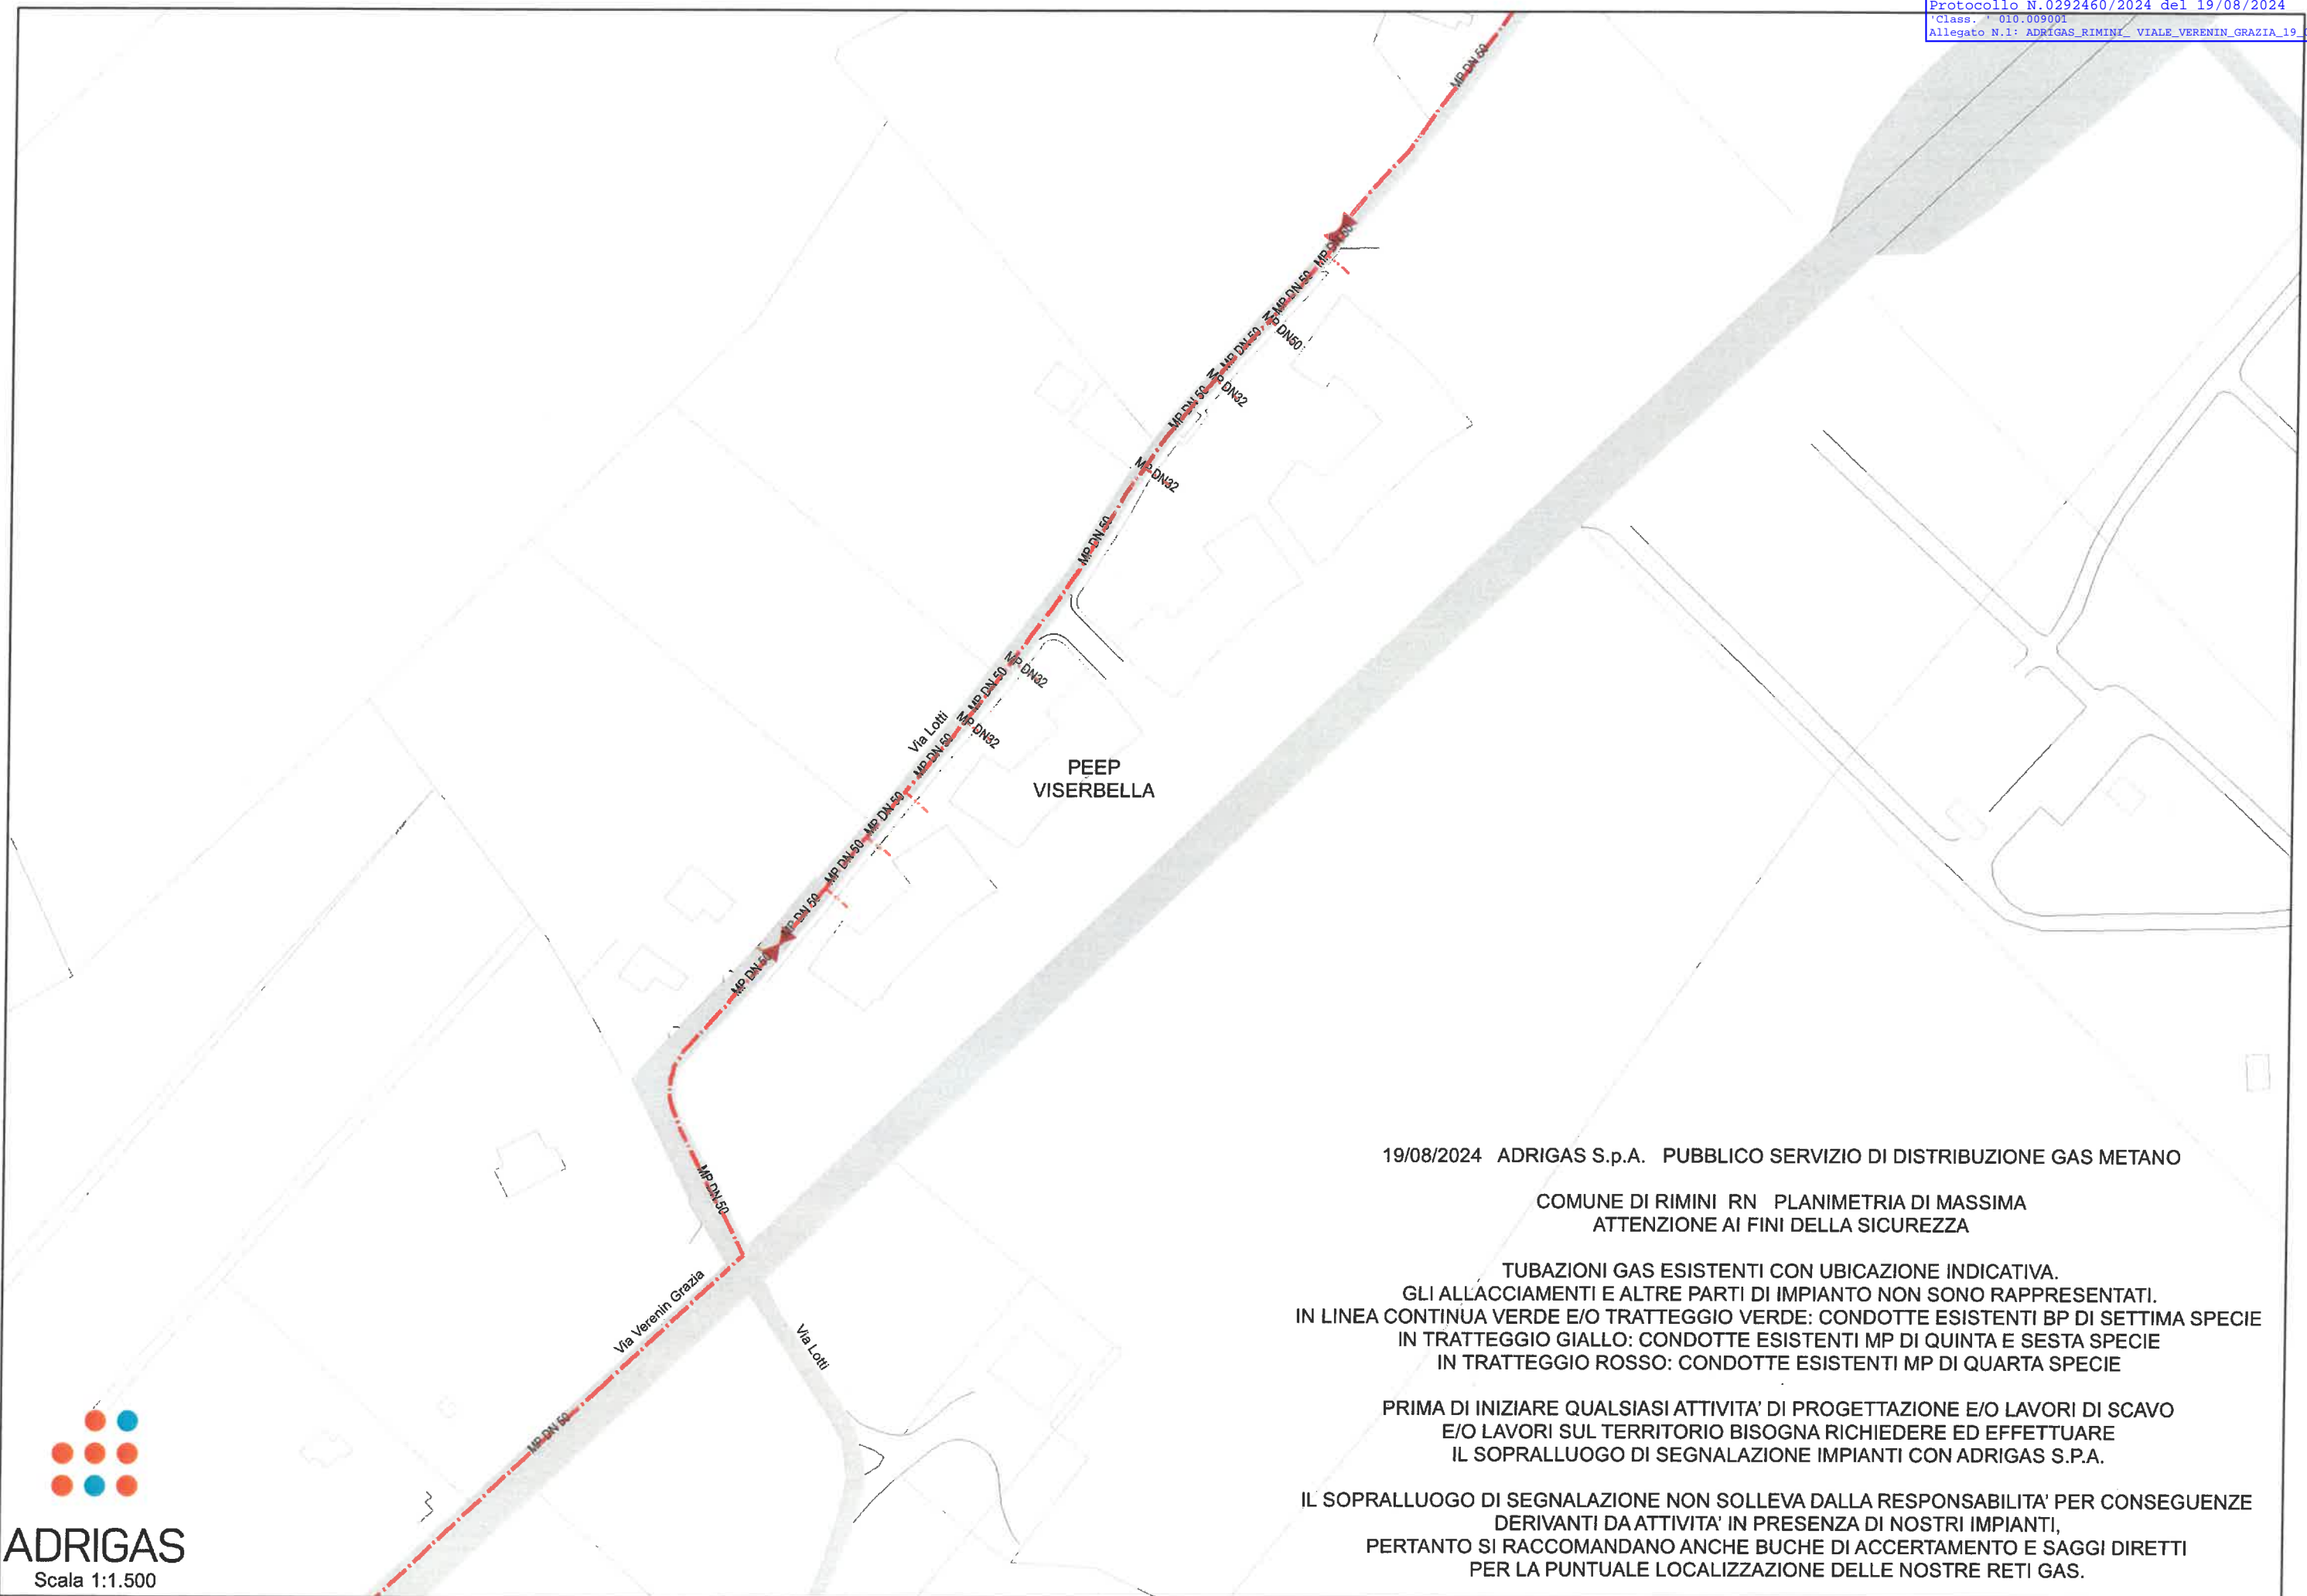 Protocollo N.0292460/2024 del 19/08/2024
'Class. ' 010.009001
Allegato N.1: ADRIGAS_RIMINI_ VIALE_VERENIN_GRAZIA_19_
MP DN 50
MP DN 50
MP DN 50
MP DN50
MP DN 50
MP DN32
MP DN 50
MP DN32
MP DN 50
MP DN32
MP DN 50
Via Lotti
MP DN32
MP DN 50
PEEP
VISERBELLA
MP DN 50
MP DN 50
MP DN 50
MP DN 50
MP DN 50
Via Verenin Grazia
Via Lotti
MP DN 50
19/08/2024 ADRIGAS S.p.A. PUBBLICO SERVIZIO DI DISTRIBUZIONE GAS METANO
COMUNE DI RIMINI RN PLANIMETRIA DI MASSIMA
ATTENZIONE AI FINI DELLA SICUREZZA
TUBAZIONI GAS ESISTENTI CON UBICAZIONE INDICATIVA.
GLI ALLACCIAMENTI E ALTRE PARTI DI IMPIANTO NON SONO RAPPRESENTATI.
IN LINEA CONTINUA VERDE E/O TRATTEGGIO VERDE: CONDOTTE ESISTENTI BP DI SETTIMA SPECIE
IN TRATTEGGIO GIALLO: CONDOTTE ESISTENTI MP DI QUINTA E SESTA SPECIE
IN TRATTEGGIO ROSSO: CONDOTTE ESISTENTI MP DI QUARTA SPECIE
PRIMA DI INIZIARE QUALSIASI ATTIVITA' DI PROGETTAZIONE E/O LAVORI DI SCAVO
E/O LAVORI SUL TERRITORIO BISOGNA RICHIEDERE ED EFFETTUARE
IL SOPRALLUOGO DI SEGNALAZIONE IMPIANTI CON ADRIGAS S.P.A.
IL SOPRALLUOGO DI SEGNALAZIONE NON SOLLEVA DALLA RESPONSABILITA' PER CONSEGUENZE
DERIVANTI DA ATTIVITA' IN PRESENZA DI NOSTRI IMPIANTI,
PERTANTO SI RACCOMANDANO ANCHE BUCHE DI ACCERTAMENTO E SAGGI DIRETTI
PER LA PUNTUALE LOCALIZZAZIONE DELLE NOSTRE RETI GAS.
ADRIGAS
Scala 1:1.500